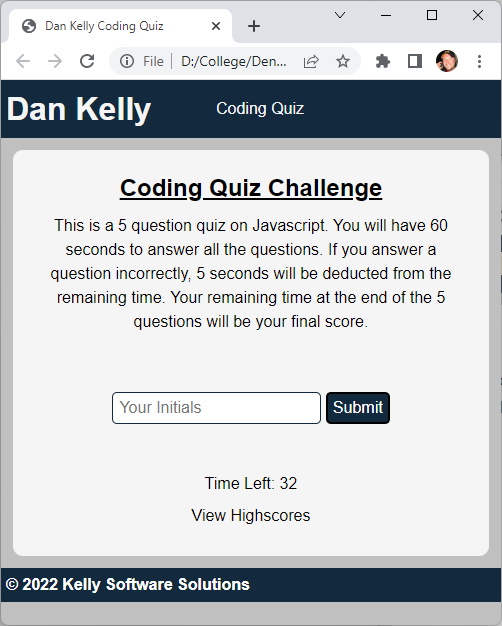 Dan Kelly Coding Quiz
File | D:/College/Den...
Dan Kelly
Coding Quiz
Coding Quiz Challenge
This is a 5 question quiz on Javascript. You will have 60
seconds to answer all the questions. If you answer a
question incorrectly, 5 seconds will be deducted from the
remaining time. Your remaining time at the end of the 5
questions will be your final score.
Your Initials Submit
Time Left: 32
View Highscores
© 2022 Kelly Software Solutions